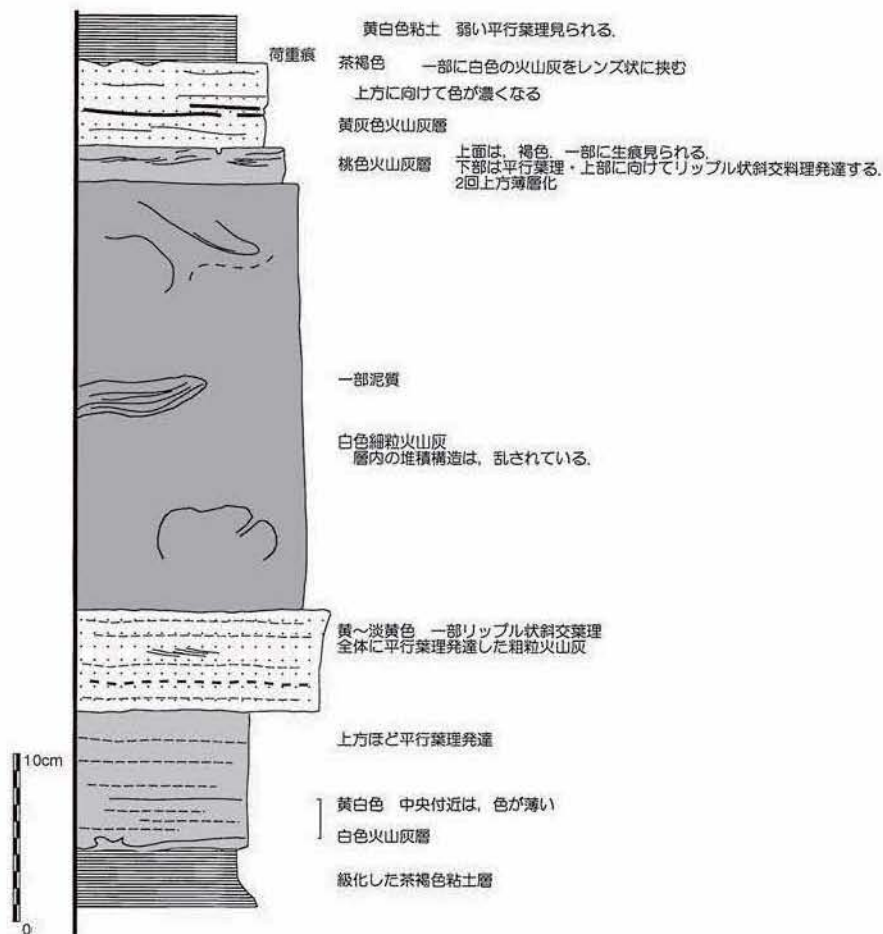 黄白色粘土 弱い平行葉理見られる.
荷重痕
茶褐色 一部に白色の火山灰をレンズ状に挟む
上方に向けて色が濃くなる
黄灰色火山灰層
桃色火山灰層
上面は，褐色．一部に生痕見られる.
下部は平行葉理・上部に向けてリップル状斜交料理発達する.
2回上方薄層化
一部泥質
白色細粒火山灰
層内の堆積構造は，乱されている.
黄～淡黄色 一部リップル状斜交葉理
全体に平行葉理発達した粗粒火山灰
上方ほど平行葉理発達
10cm
黄白色 中央付近は，色が薄い
白色火山灰層
級化した茶褐色粘土層
0